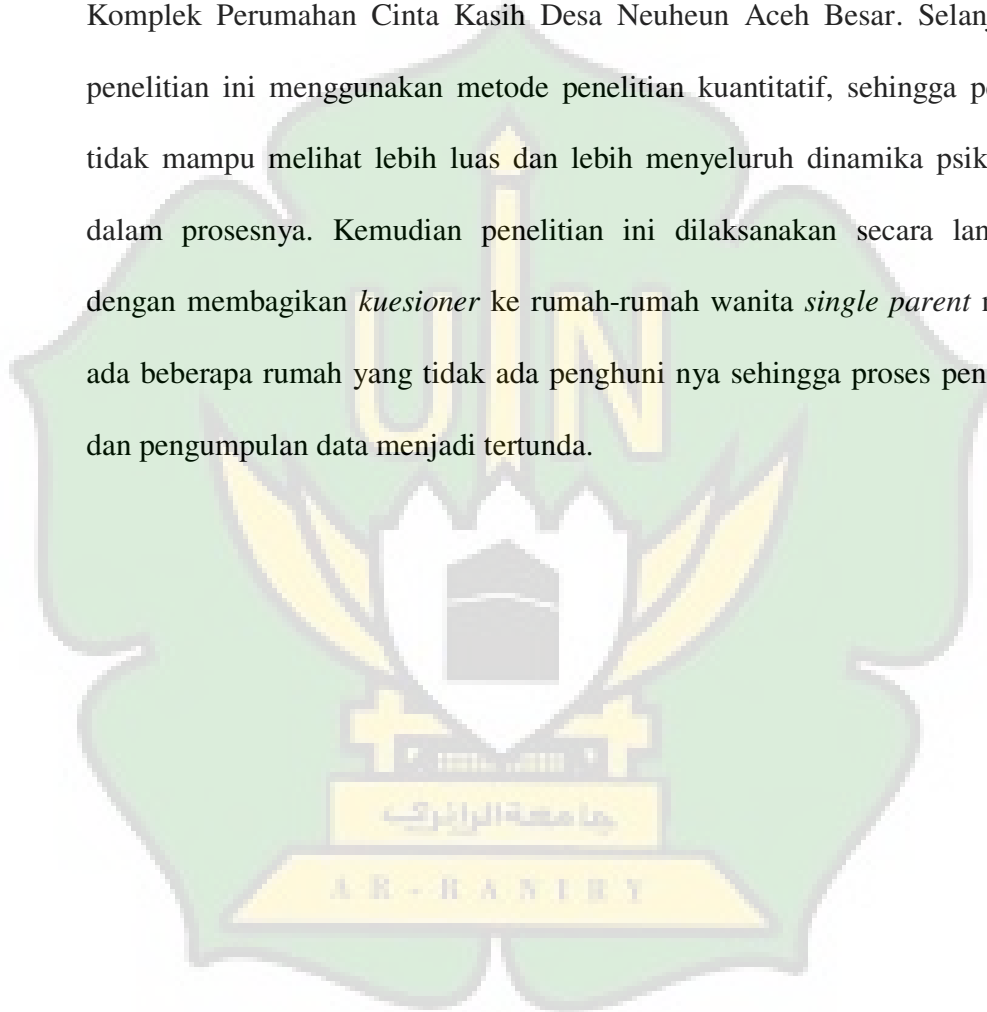 Komplek Perumahan Cinta Kasih Desa Neuheun Aceh Besar. Selan
penelitian ini menggunakan metode penelitian kuantitatif, sehingga p
tidak mampu melihat lebih luas dan lebih menyeluruh dinamika psik
dalam prosesnya. Kemudian penelitian ini dilaksanakan secara lan
dengan membagikan kuesioner ke rumah-rumah wanita single parent
ada beberapa rumah yang tidak ada penghuni nya sehingga proses pen
dan pengumpulan data menjadi tertunda.
UIN
جامعة الرانري
AR-RANIRY